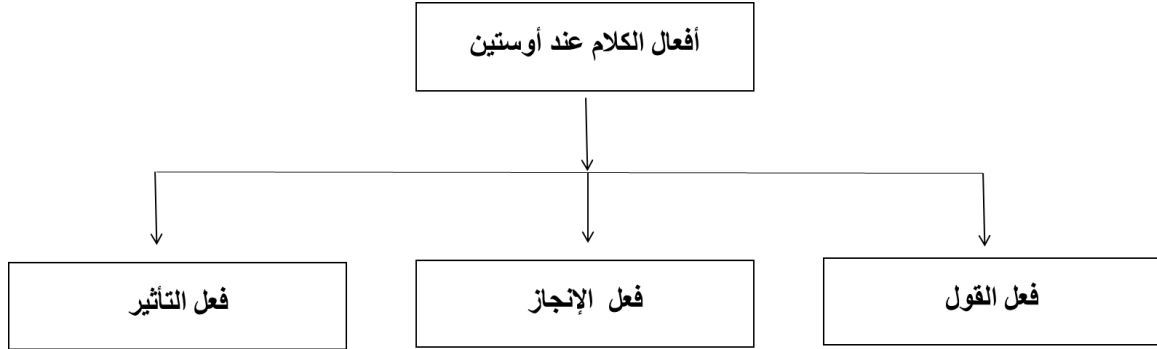 أفعال الكلام عند أوستين
فعل القول
فعل الإنجاز
فعل التأثير